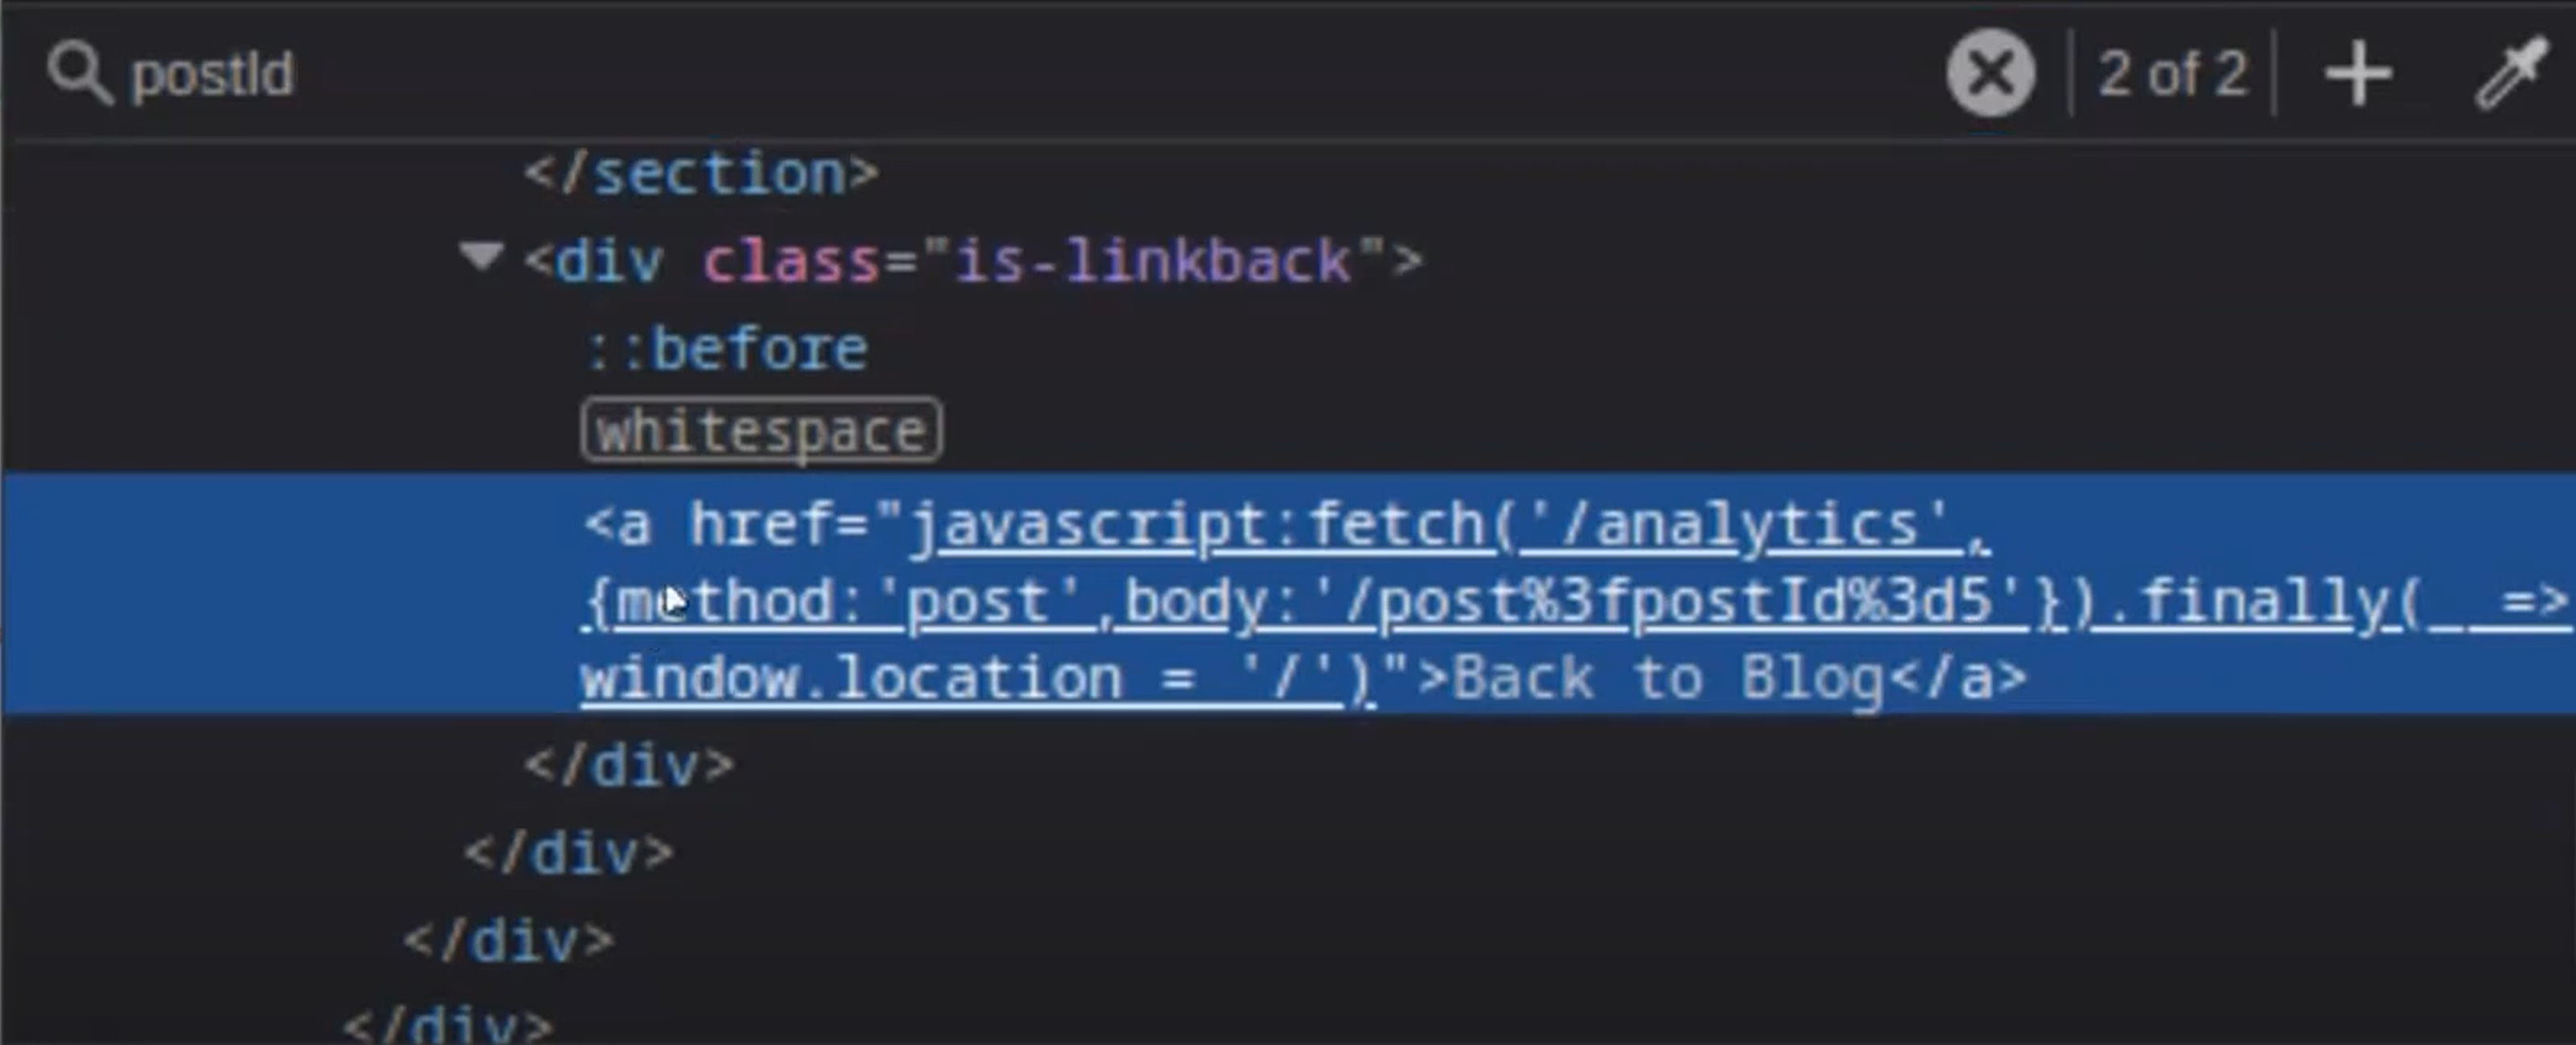 postId
2 of 2
</section>
<div class="is-linkback">
::before
whitespace
<a href="javascript:fetch('/analytics',
{method:'post',body:'/post%3fpostId%3d5'}).finally(_ =>
window.location = '/')">Back to Blog</a>
</div>
</div>
</div>
</div>